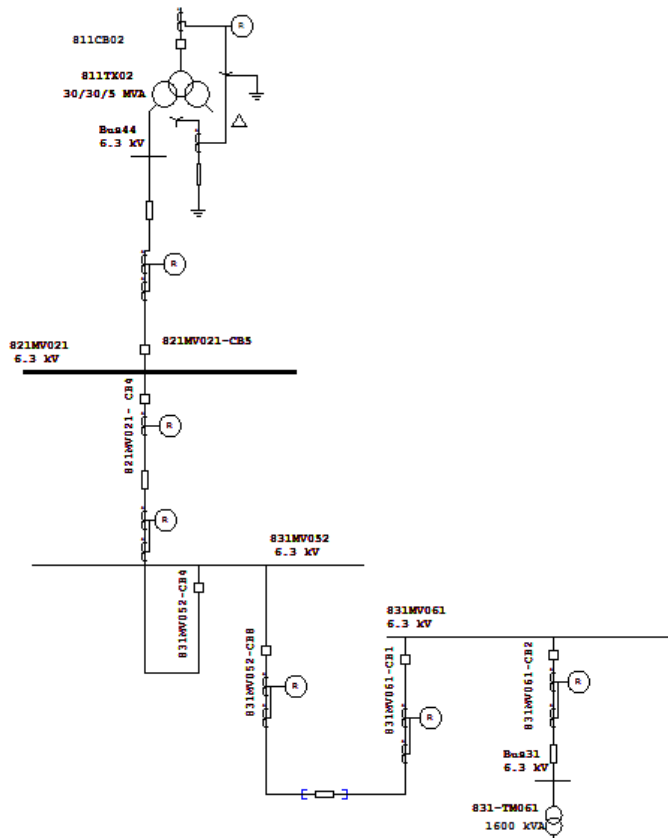 R
811CB02
811TX02
30/30/5 MVA
Bus44
6.3 kV
R
821MV021
6.3 kV
821MV021-CB5
821MV021- CB4
R
R
831MV052
6.3 kV
831MV052-CB4
831MV052-CB8
R
831MV061
6.3 kV
831MV061-CB1
R
831MV061-CB2
R
Bus31
6.3 kV
831-TM061
1600 kVA